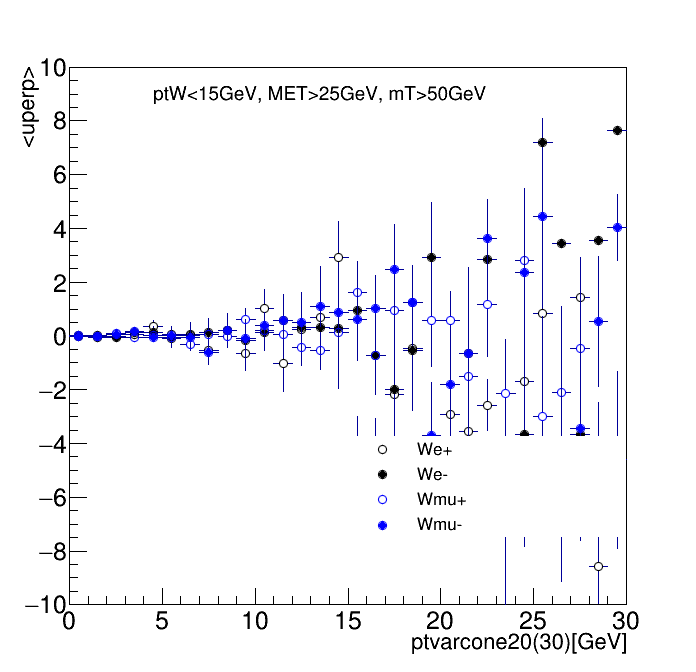 <uperp>
ptW<15GeV, MET>25GeV, mT>50GeV
10
8
6
4
2
0
−2
−4
−6
−8
−10
We+
We-
Wmu+
Wmu-
0 5 10 15 20 25 30
ptvarcone20(30)[GeV]